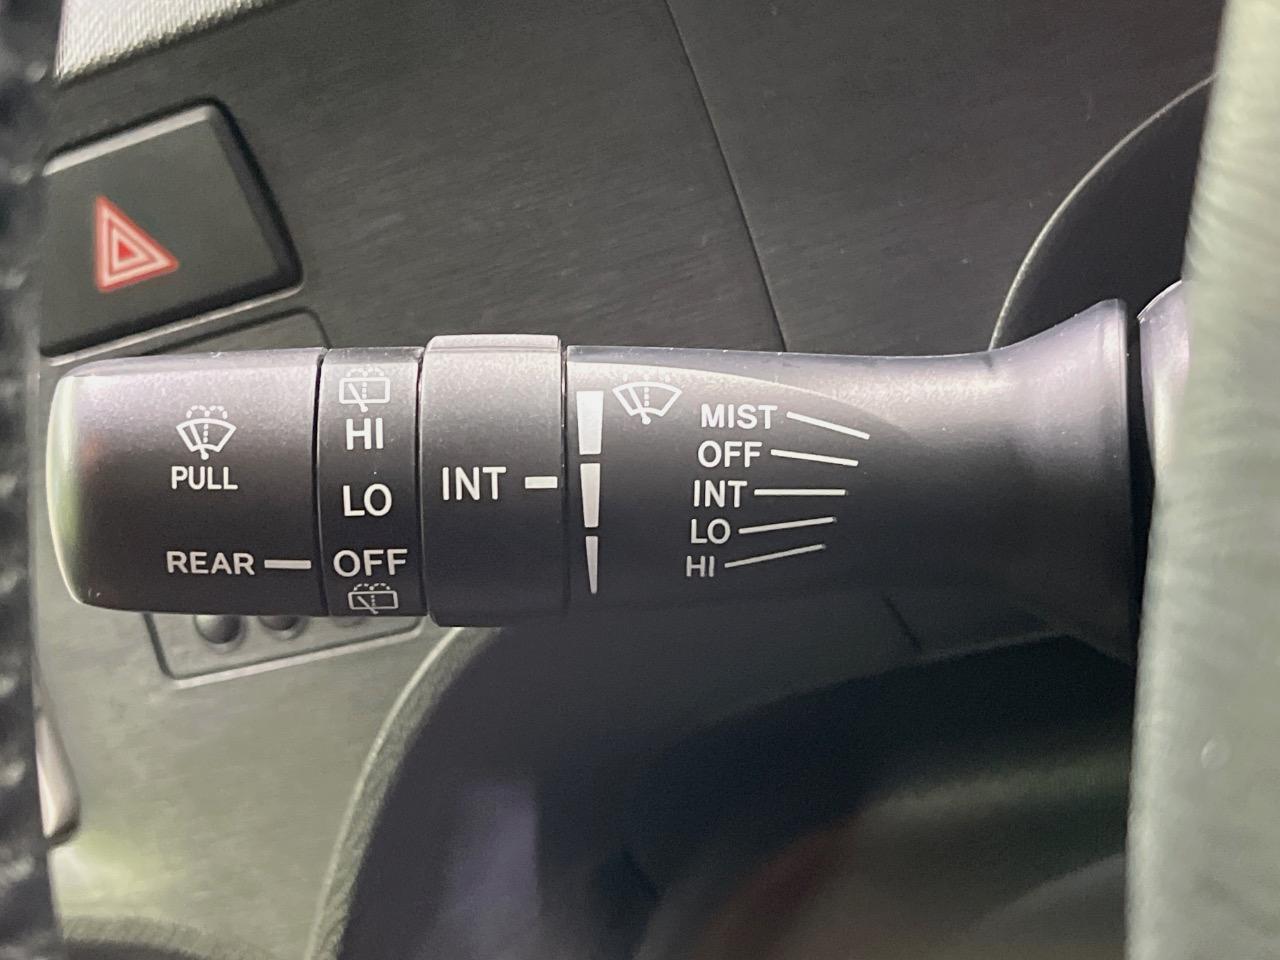 PULL
REAR
HI
LO
OFF
INT
MIST
OFF
INT
LO
HI